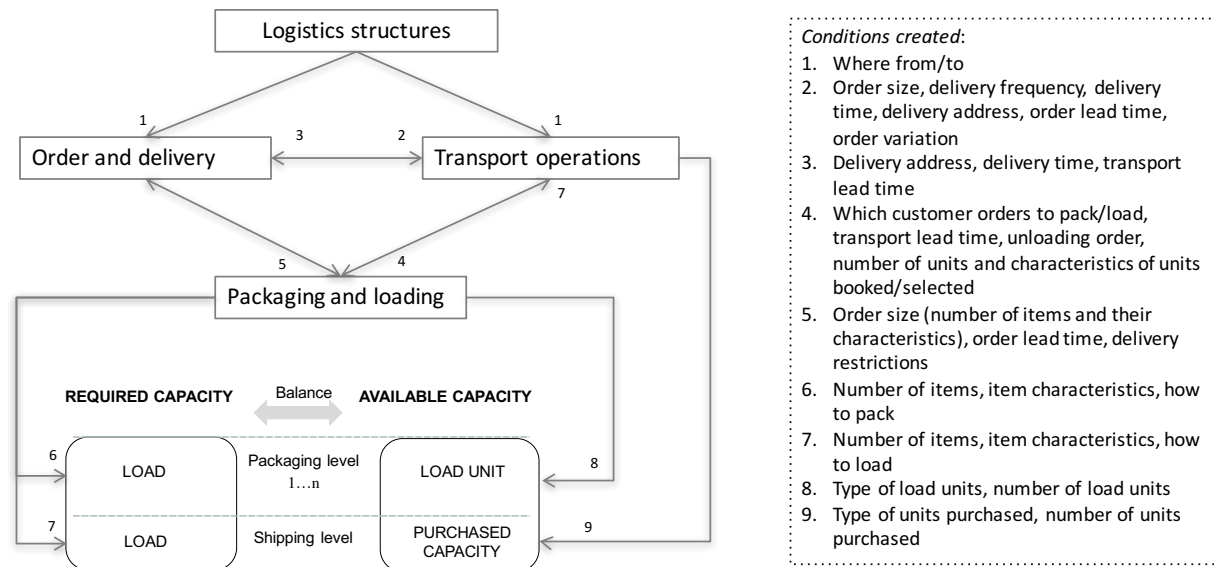 Logistics structures
1
1
Order and delivery
3
2
Transport operations
7
5
4
Packaging and loading
REQUIRED CAPACITY
Balance
AVAILABLE CAPACITY
6
LOAD
Packaging level
1…n
LOAD UNIT
8
7
LOAD
Shipping level
PURCHASED
CAPACITY
9
Conditions created:
1. Where from/to
2. Order size, delivery frequency, delivery
time, delivery address, order lead time,
order variation
3. Delivery address, delivery time, transport
lead time
4. Which customer orders to pack/load,
transport lead time, unloading order,
number of units and characteristics of units
booked/selected
5. Order size (number of items and their
characteristics), order lead time, delivery
restrictions
6. Number of items, item characteristics, how
to pack
7. Number of items, item characteristics, how
to load
8. Type of load units, number of load units
9. Type of units purchased, number of units
purchased